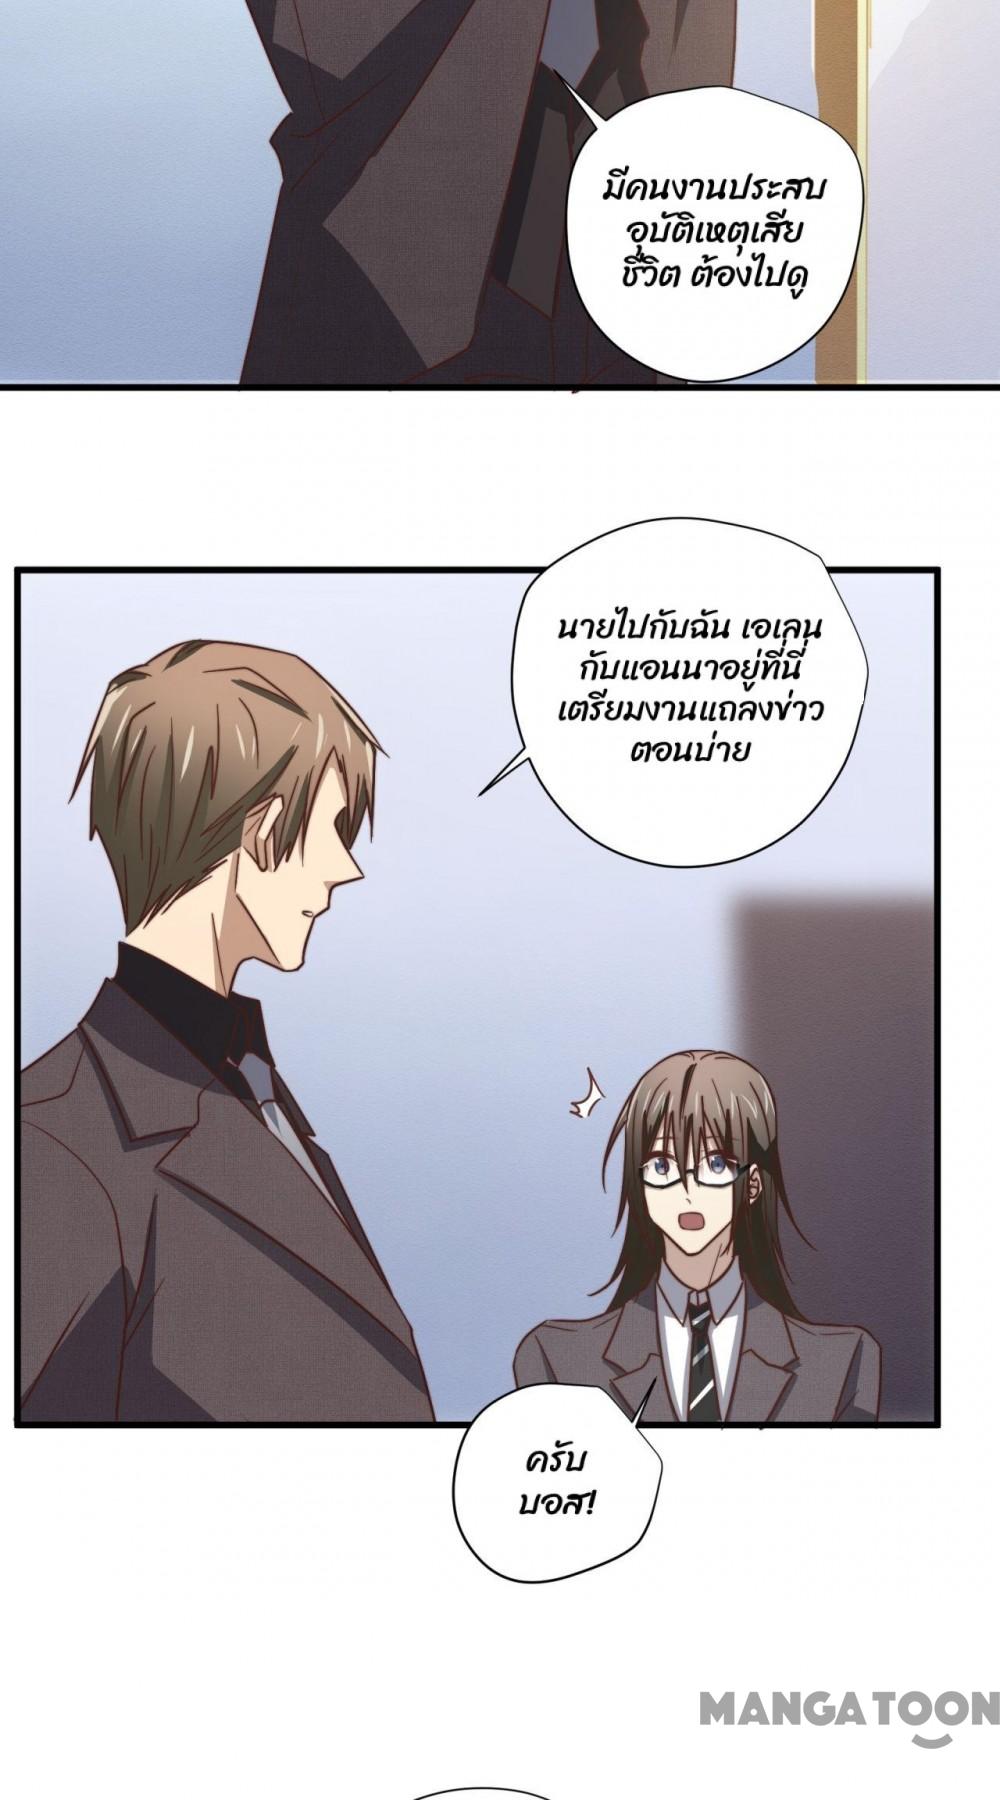 มีคนงานประสบ
อุบัติเหตุเสีย
ชีวิต ต้องไปดู
นายไปกับฉัน เอเลน
กับแอนนาอยู่ที่นี่
เตรียมงานแถลงข่าว
ตอนบ่าย
ครับ
บอส!
MANGATOON